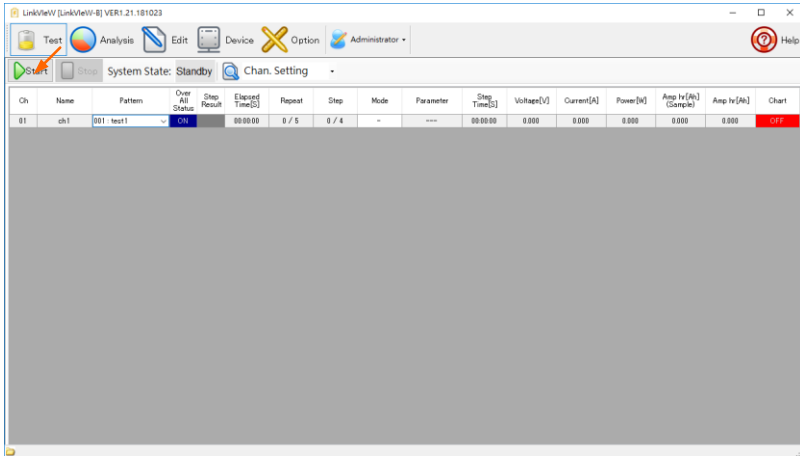 LinkVIeW [LinkVIeW-B] VER1.21.181023
Test Analysis Edit Device Option Administrator Help
Start Stop System State: Standby Chan. Setting
Ch Name Pattern Over All Status Step Result Elapsed Time[S] Repeat Step Mode Parameter Step Time[S] Voltage[V] Current[A] Power[W] Amp hr[Ah] (Sample) Amp hr[Ah] Chart
01 ch1 001 : test1 ON 00:00:00 0 / 5 0 / 4 - --- 00:00:00 0.000 0.000 0.000 0.000 0.000 OFF